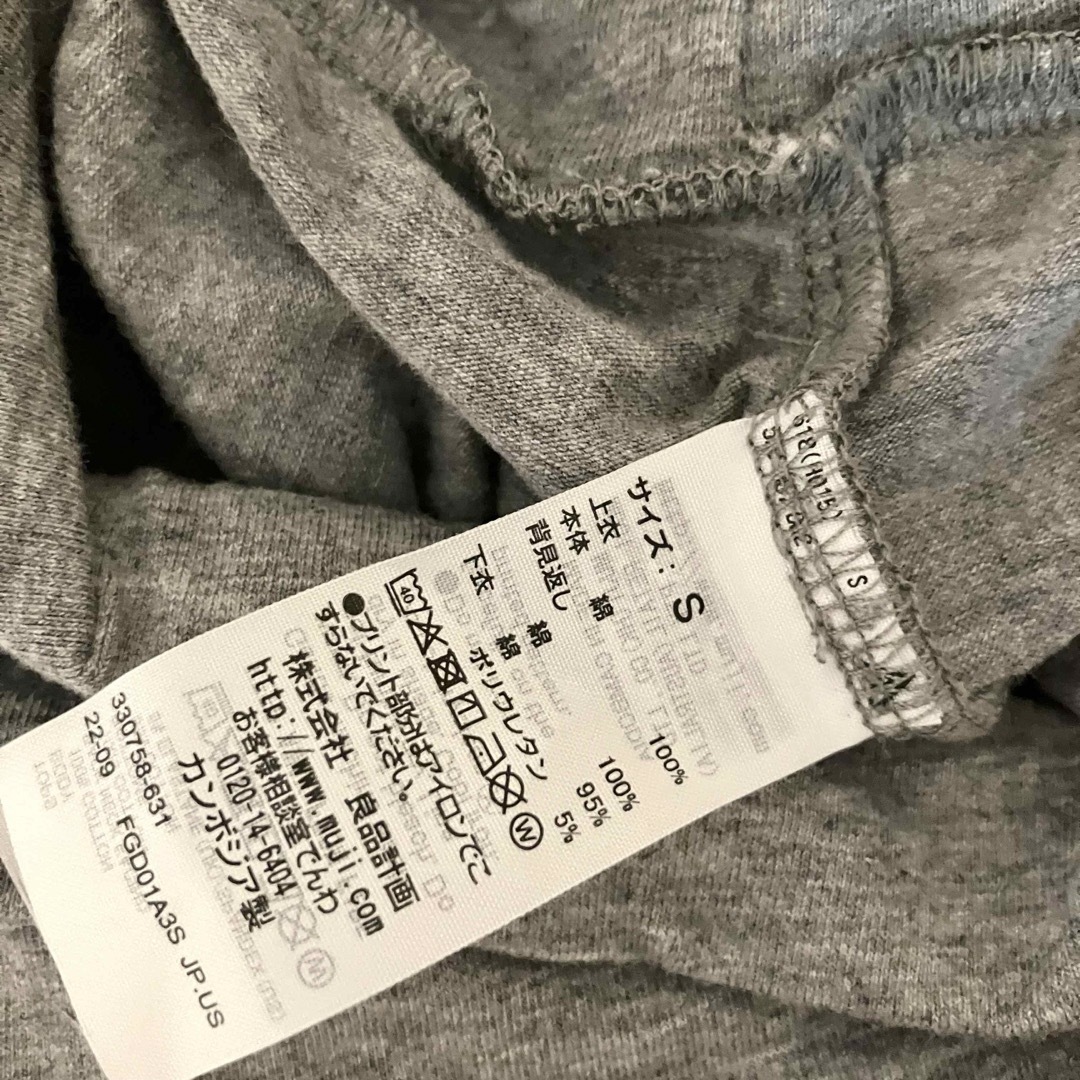 サイズ: S
上衣
本体 綿 100%
背見返し 綿 100%
下衣 綿 95%
ポリウレタン 5%
40
W
●プリント部分はアイロンでこ
すらないでください。
株式会社 良品計画
http://www.muji.com
お客様相談室でんわ
0120-14-6404
カンボジア製
330758-631
22-09 FGD01A3S JP.US
S